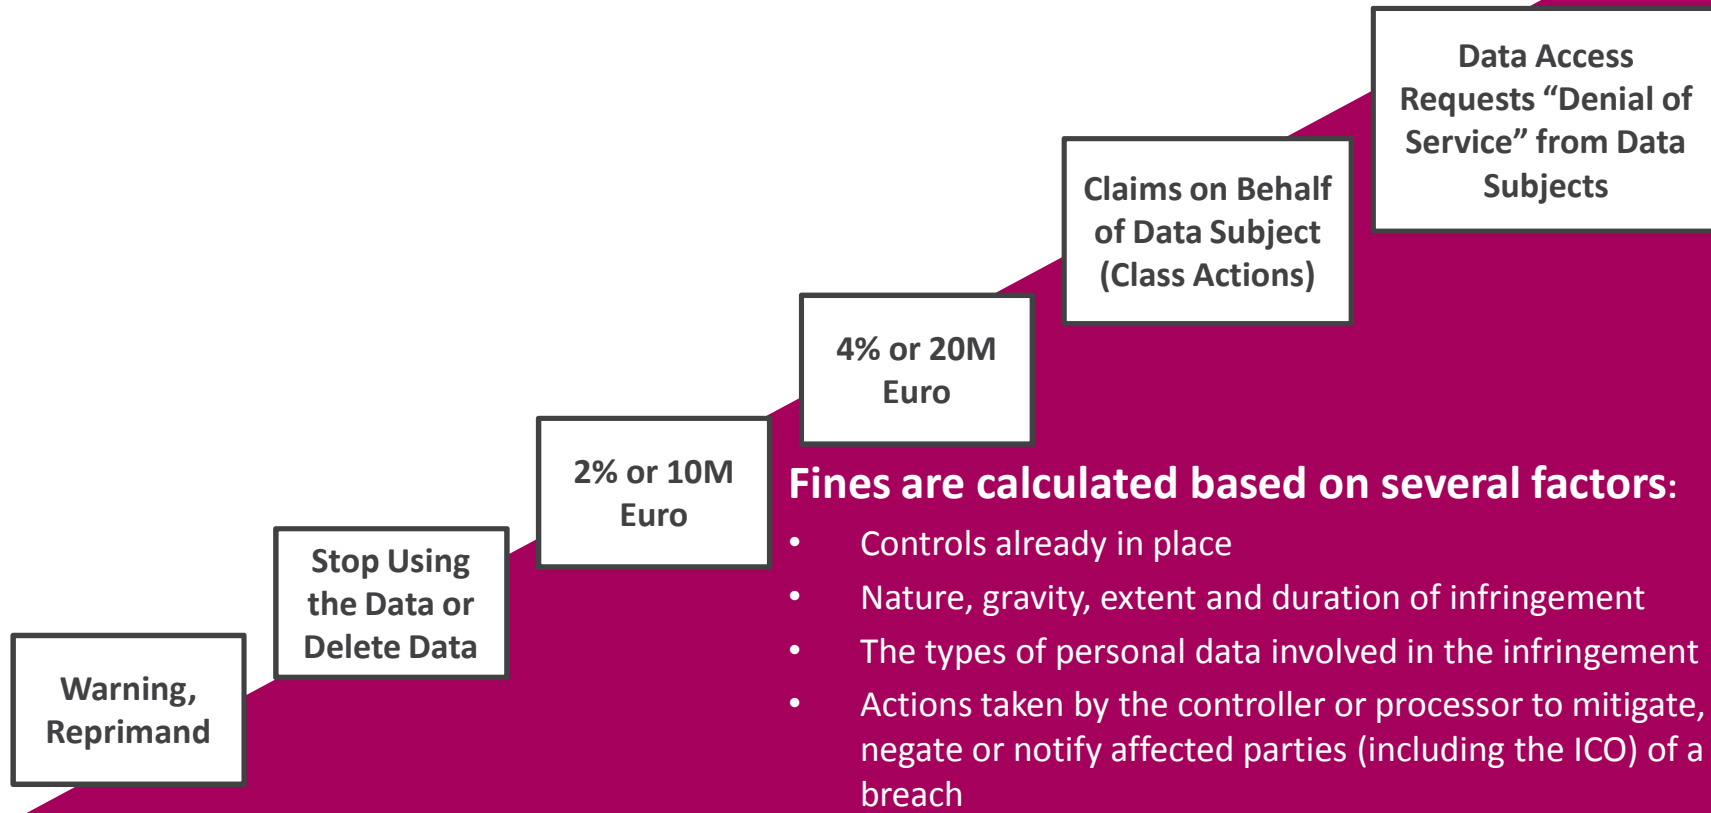 Data Access
Requests “Denial of
Service” from Data
Subjects
Claims on Behalf
of Data Subject
(Class Actions)
4% or 20M
Euro
2% or 10M
Euro
Stop Using
the Data or
Delete Data
Warning,
Reprimand
Fines are calculated based on several factors:
• Controls already in place
• Nature, gravity, extent and duration of infringement
• The types of personal data involved in the infringement
• Actions taken by the controller or processor to mitigate,
negate or notify affected parties (including the ICO) of a
breach